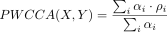 PWCCA(X, Y) = \frac{\sum_i \alpha_i \cdot \rho_i}{\sum_i \alpha_i}